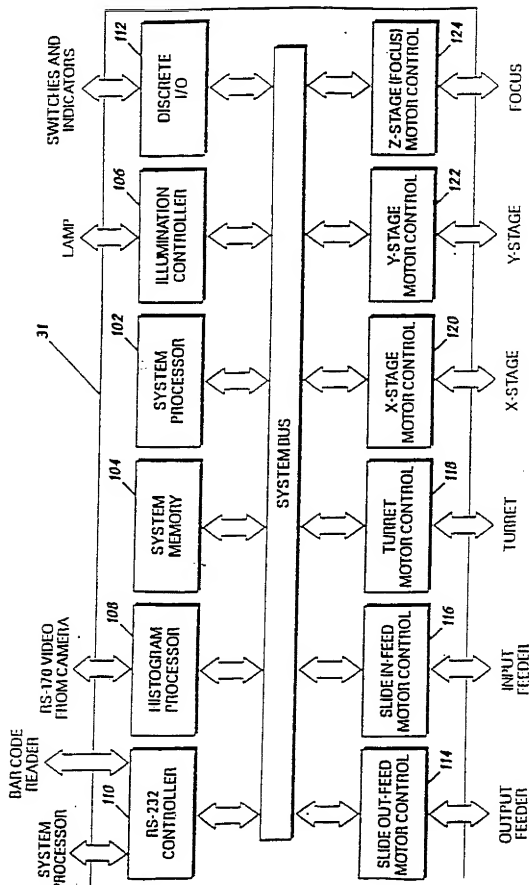 SYSTEM
PROCESSOR
BAR CODE
READER
RS-170 VIDEO
FROM CAMERA
31
LAMP
SWITCHES AND
INDICATORS
110
RS-232
CONTROLLER
108
HISTOGRAM
PROCESSOR
104
SYSTEM
MEMORY
102
SYSTEM
PROCESSOR
106
ILLUMINATION
CONTROLLER
112
DISCRETE
I/O
SYSTEM BUS
SLIDE OUT-FEED
MOTOR CONTROL
114
SLIDE IN-FEED
MOTOR CONTROL
116
TURRET
MOTOR CONTROL
118
X-STAGE
MOTOR CONTROL
120
Y-STAGE
MOTOR CONTROL
122
Z-STAGE (FOCUS)
MOTOR CONTROL
124
OUTPUT
FEEDER
INPUT
FEEDER
TURRET
X-STAGE
Y-STAGE
FOCUS